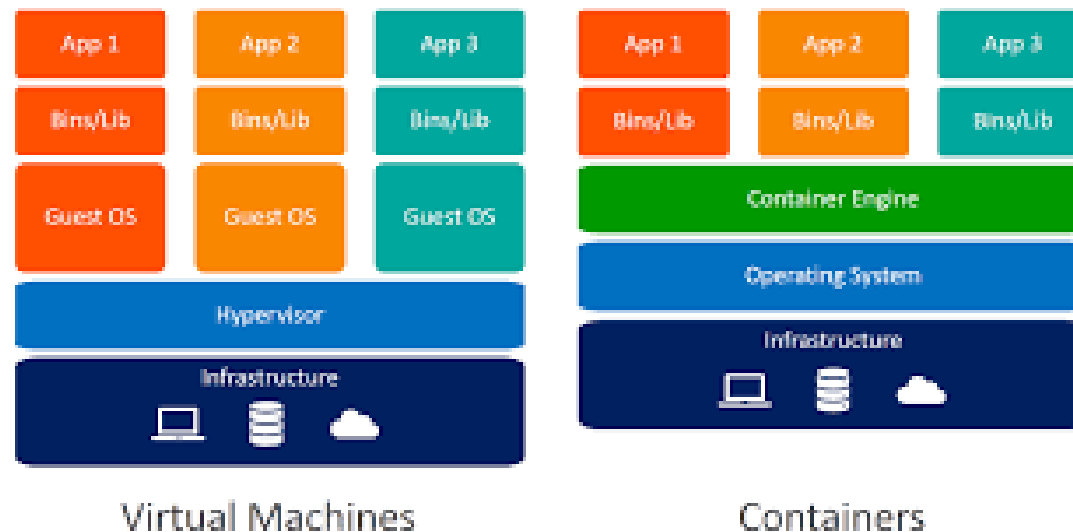 App 1 App 2 App 3
Bins/Lib Bins/Lib Bins/Lib
Guest OS Guest OS Guest OS
Hypervisor
Infrastructure
Virtual Machines
App 1 App 2 App 3
Bins/Lib Bins/Lib Bins/Lib
Container Engine
Operating System
Infrastructure
Containers